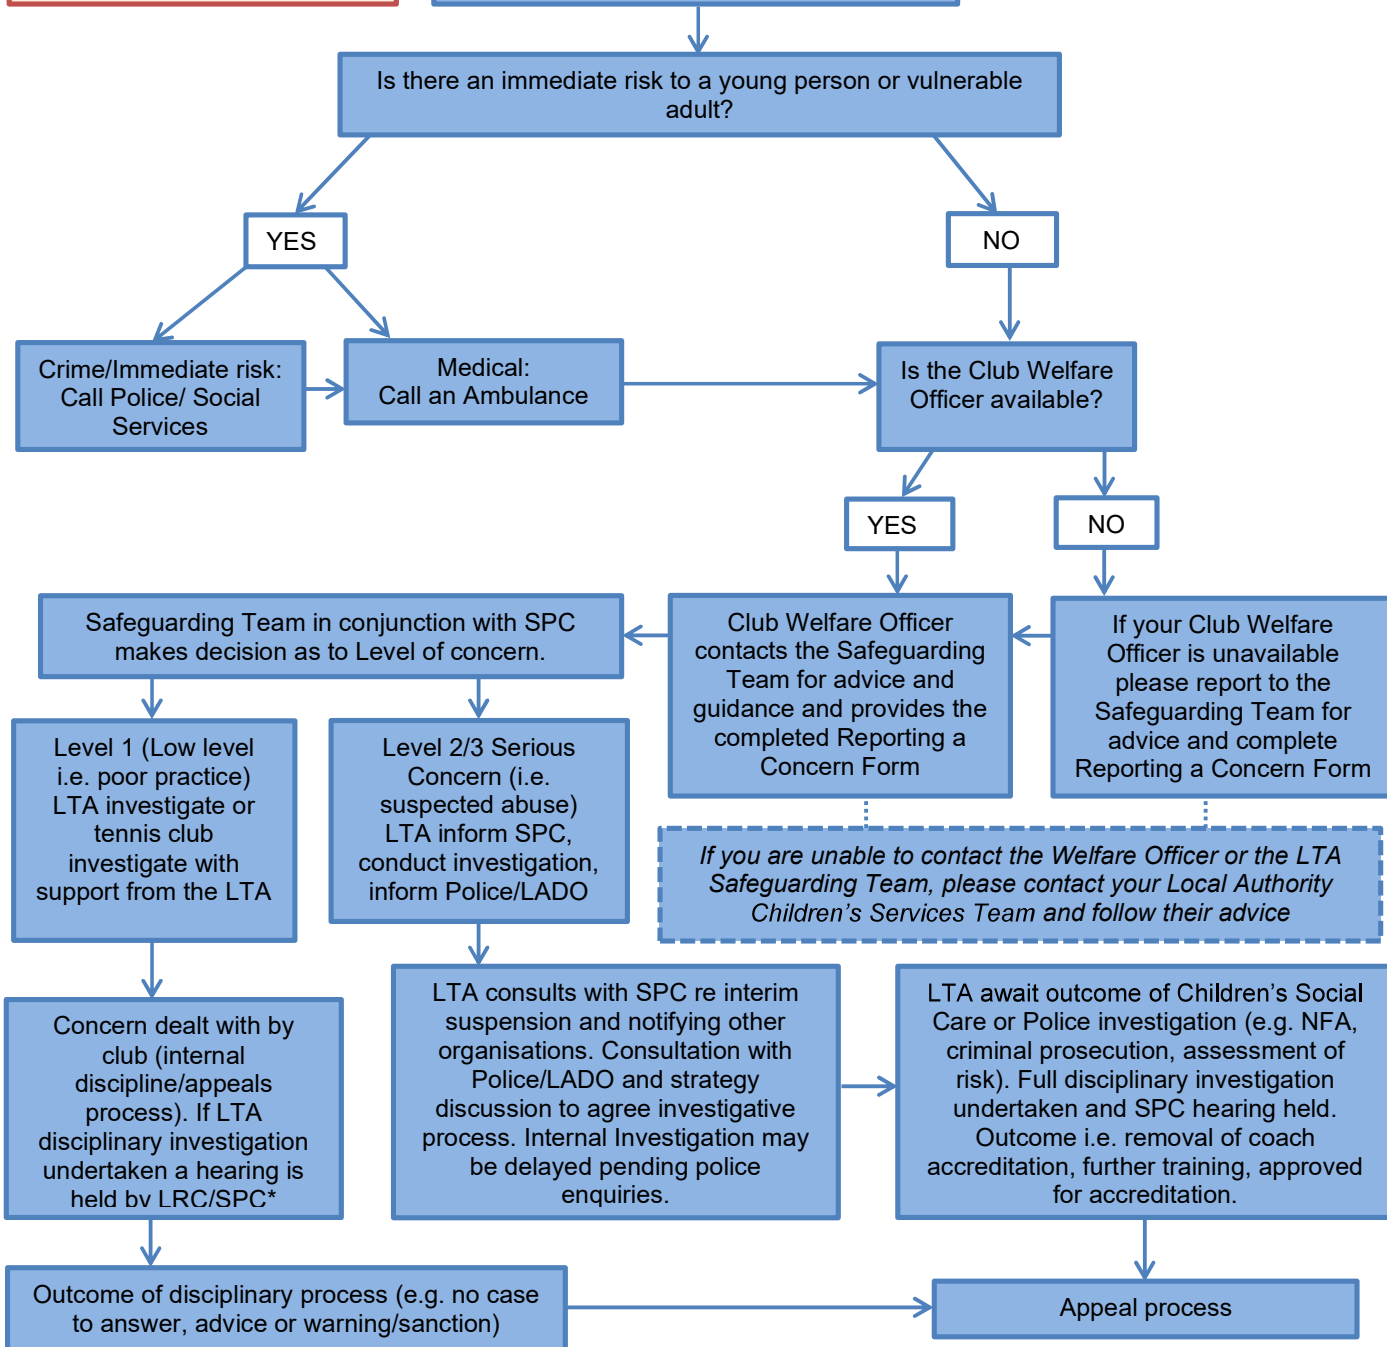 Is there an immediate risk to a young person or vulnerable
adult?
YES
NO
Crime/Immediate risk:
Call Police/ Social
Services
Medical:
Call an Ambulance
Is the Club Welfare
Officer available?
YES
NO
Safeguarding Team in conjunction with SPC
makes decision as to Level of concern.
Club Welfare Officer
contacts the Safeguarding
Team for advice and
guidance and provides the
completed Reporting a
Concern Form
If your Club Welfare
Officer is unavailable
please report to the
Safeguarding Team for
advice and complete
Reporting a Concern Form
Level 1 (Low level
i.e. poor practice)
LTA investigate or
tennis club
investigate with
support from the LTA
Level 2/3 Serious
Concern (i.e.
suspected abuse)
LTA inform SPC,
conduct investigation,
inform Police/LADO
If you are unable to contact the Welfare Officer or the LTA
Safeguarding Team, please contact your Local Authority
Children’s Services Team and follow their advice
Concern dealt with by
club (internal
discipline/appeals
process). If LTA
disciplinary investigation
undertaken a hearing is
held by LRC/SPC*
LTA consults with SPC re interim
suspension and notifying other
organisations. Consultation with
Police/LADO and strategy
discussion to agree investigative
process. Internal Investigation may
be delayed pending police
enquiries.
LTA await outcome of Children’s Social
Care or Police investigation (e.g. NFA,
criminal prosecution, assessment of
risk). Full disciplinary investigation
undertaken and SPC hearing held.
Outcome i.e. removal of coach
accreditation, further training, approved
for accreditation.
Outcome of disciplinary process (e.g. no case
to answer, advice or warning/sanction)
Appeal process